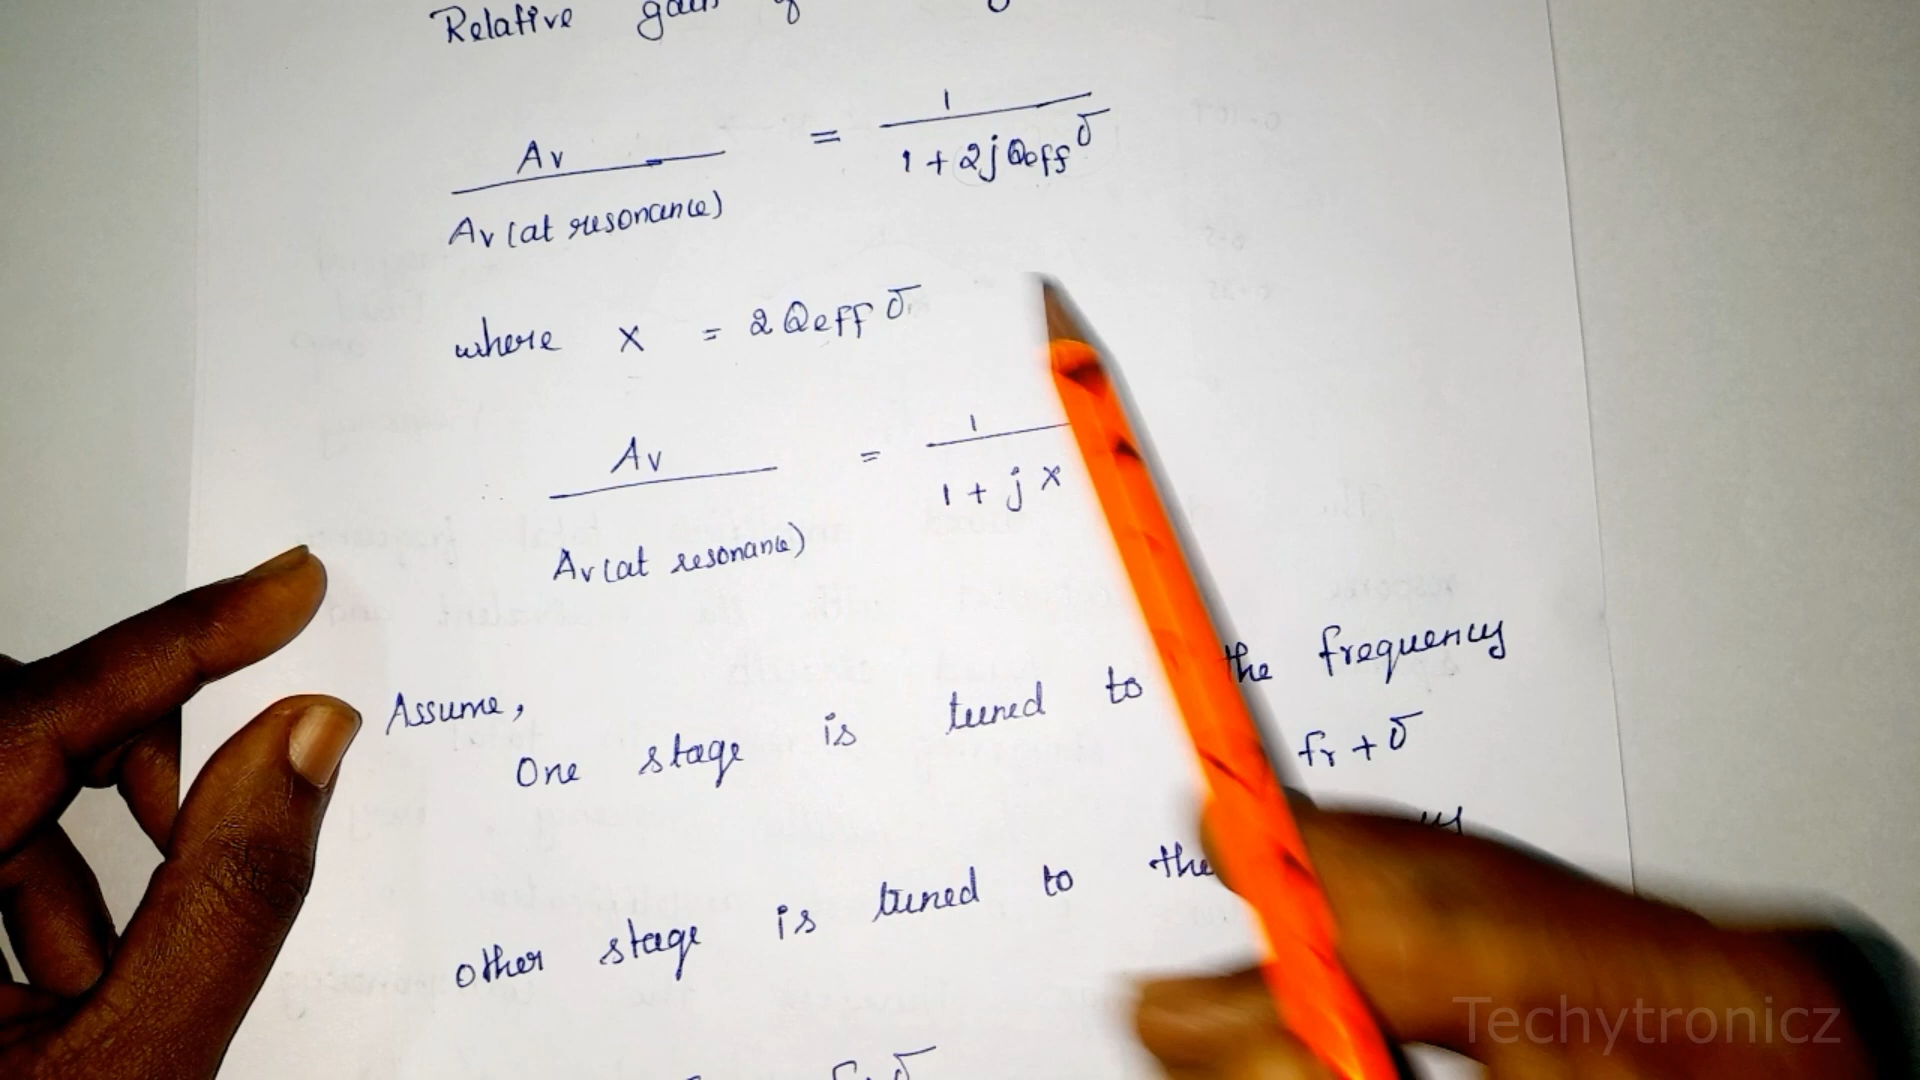 Relative gain
Av / Av (at resonance) = 1 / 1 + 2j Qeff δ
where x = 2 Qeff δ
Av / Av (at resonance) = 1 / 1 + j x
Assume,
One stage is tuned to the frequency
fr + δ
other stage is tuned to the
Techytronicz